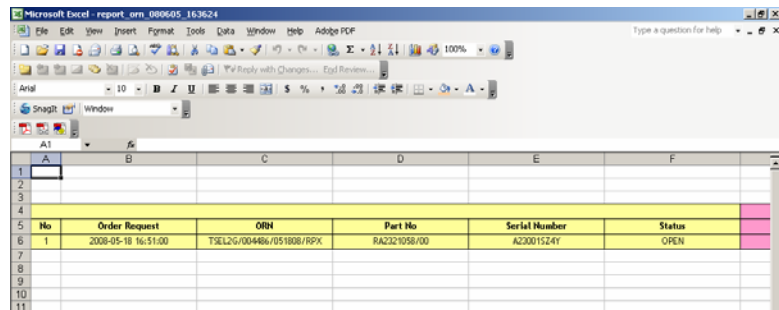 Microsoft Excel - report_orn_080605_163624
File Edit View Insert Format Tools Data Window Help Adobe PDF Type a question for help
100%
Reply with Changes... End Review...
Arial 10 B I U $ % ,
SnagIt Window
A1 fx
A B C D E F
1
2
3
4
5 No Order Request ORN Part No Serial Number Status
6 1 2008-05-18 16:51:00 TSEL2G/004486/051808/RPX RA2321058/00 A23001SZ4Y OPEN
7
8
9
10
11